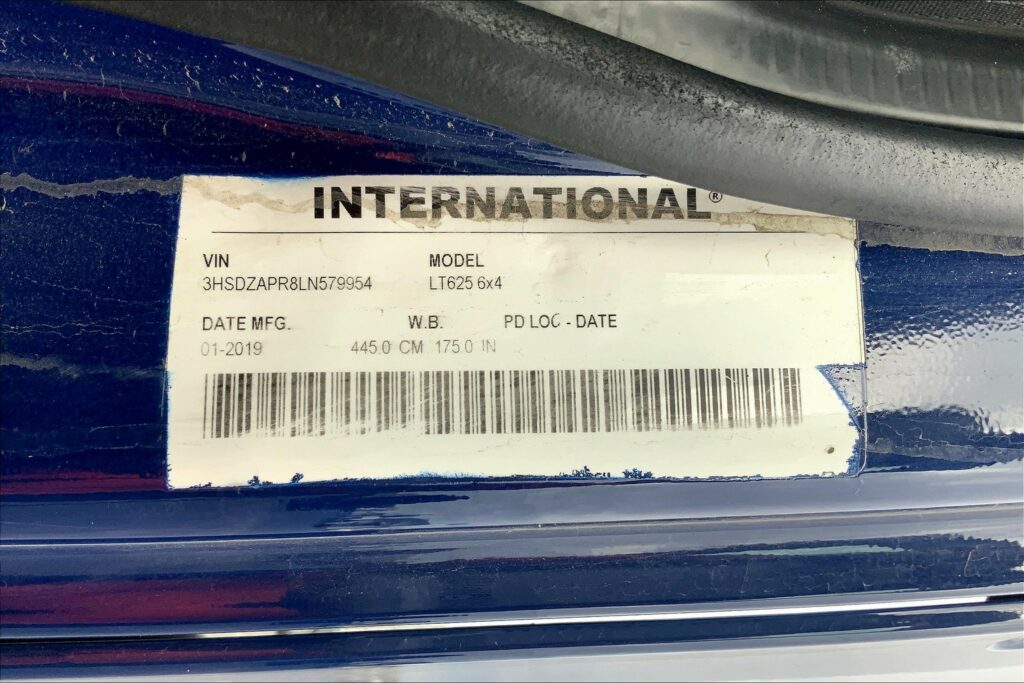 INTERNATIONAL®
VIN MODEL
3HSDZAPR8LN579954 LT625 6x4
DATE MFG. W.B. PD LOC - DATE
01-2019 445.0 CM 175.0 IN